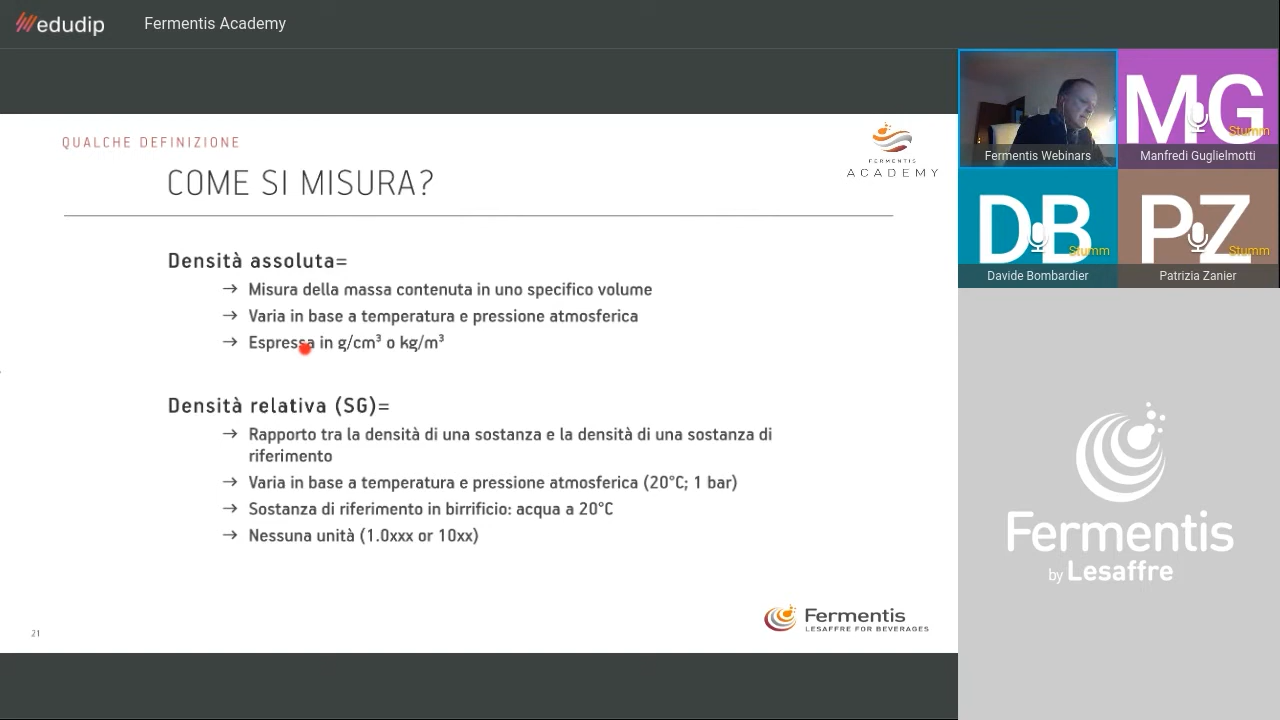 edudip
Fermentis Academy
QUALCHE DEFINIZIONE
COME SI MISURA?
FERMENTIS
ACADEMY
Densità assoluta=
→ Misura della massa contenuta in uno specifico volume
→ Varia in base a temperatura e pressione atmosferica
→ Espressa in g/cm³ o kg/m³
Densità relativa (SG)=
→ Rapporto tra la densità di una sostanza e la densità di una sostanza di
riferimento
→ Varia in base a temperatura e pressione atmosferica (20°C; 1 bar)
→ Sostanza di riferimento in birrificio: acqua a 20°C
→ Nessuna unità (1.0xxx or 10xx)
21
Fermentis
LESAFFRE FOR BEVERAGES
Fermentis Webinars
MG
Stumm
Manfredi Guglielmotti
DB
Stumm
Davide Bombardier
PZ
Stumm
Patrizia Zanier
Fermentis
by Lesaffre